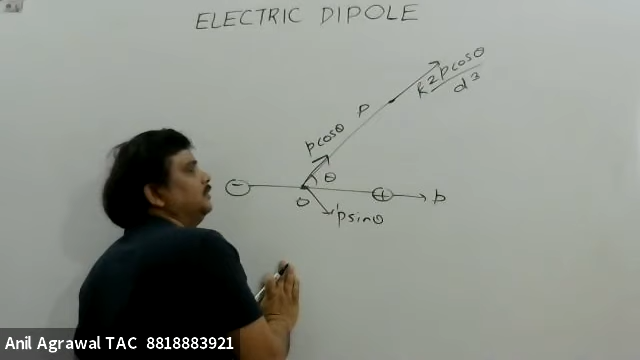 ELECTRIC DIPOLE
k2pcosθ
d3
P
pcosθ
θ
-
+
p
O
psinθ
Anil Agrawal TAC 8818883921